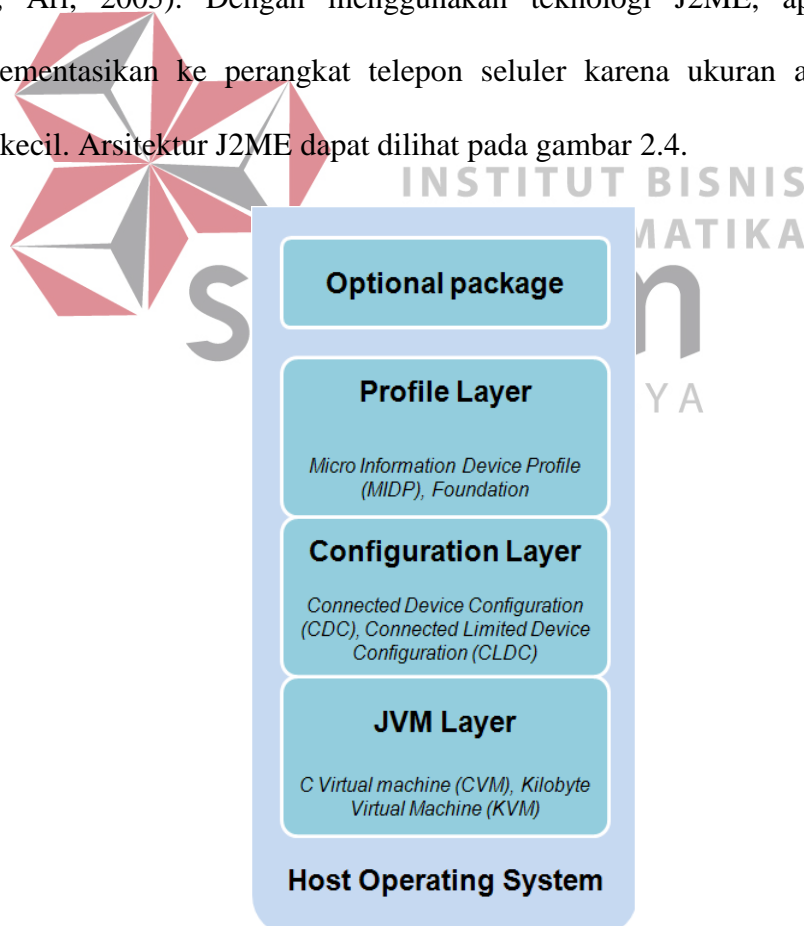 Ari, 2005). Dengan menggunakan teknologi J2ME, ap
ementasikan ke perangkat telepon seluler karena ukuran a
kecil. Arsitektur J2ME dapat dilihat pada gambar 2.4.
INSTITUT BISNIS
MATIKA
S
m
YA
Optional package
Profile Layer
Micro Information Device Profile
(MIDP), Foundation
Configuration Layer
Connected Device Configuration
(CDC), Connected Limited Device
Configuration (CLDC)
JVM Layer
C Virtual machine (CVM), Kilobyte
Virtual Machine (KVM)
Host Operating System